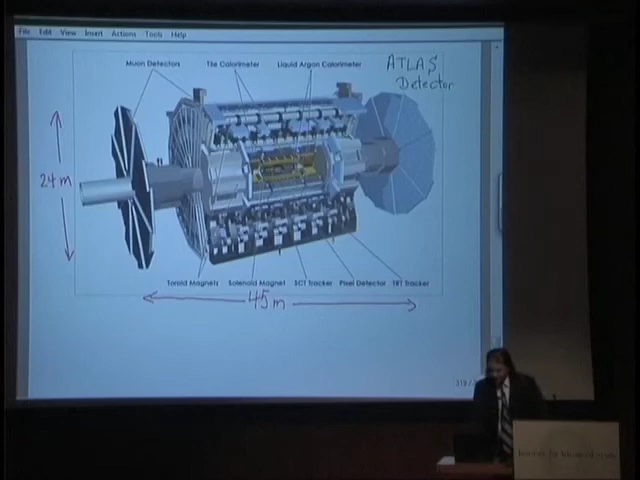 File Edit View Insert Actions Tools Help
Muon Detectors Tile Calorimeter Liquid Argon Calorimeter
ATLAS
Detector
24 m
Toroid Magnets Solenoid Magnet SCT Tracker Pixel Detector TRT Tracker
45 m